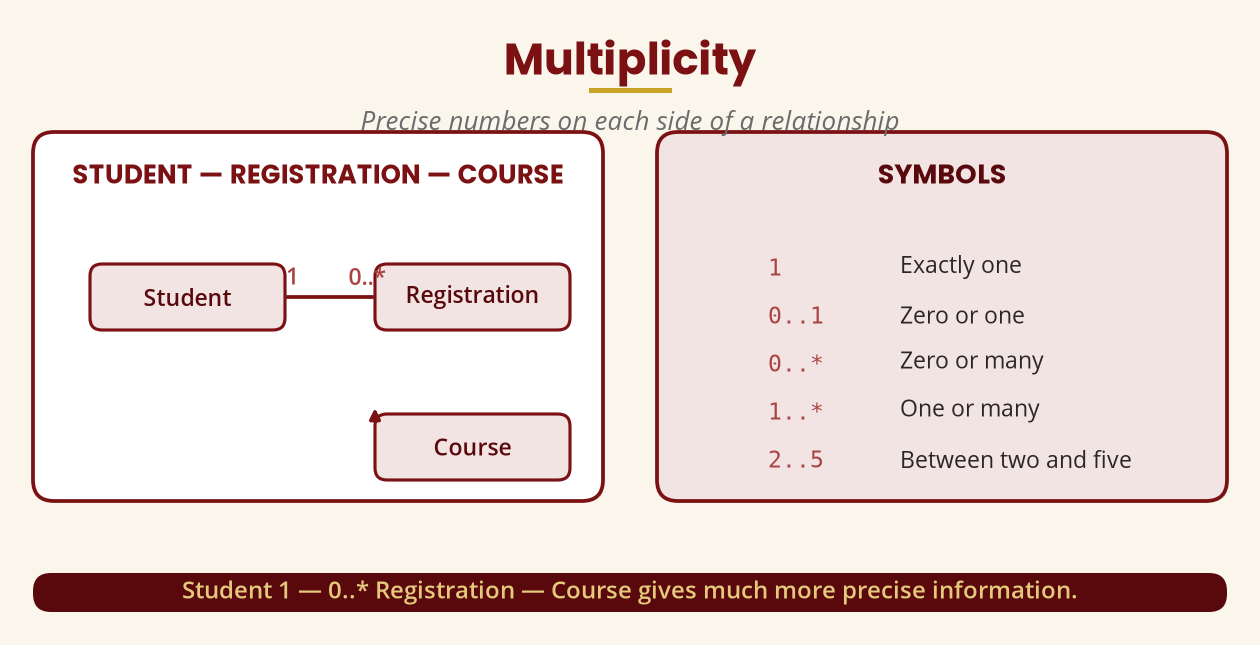 Multiplicity
Precise numbers on each side of a relationship
STUDENT — REGISTRATION — COURSE
Student
1
0..*
Registration
Course
SYMBOLS
1 Exactly one
0..1 Zero or one
0..* Zero or many
1..* One or many
2..5 Between two and five
Student 1 — 0..* Registration — Course gives much more precise information.